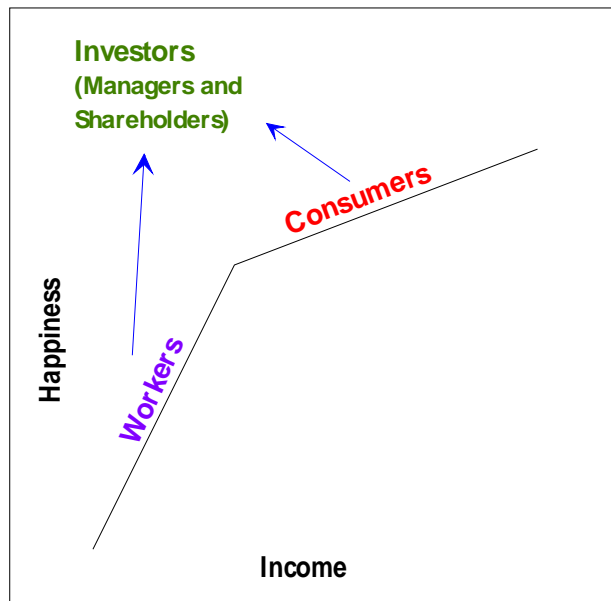 Investors
(Managers and
Shareholders)
Consumers
Happiness
Workers
Income